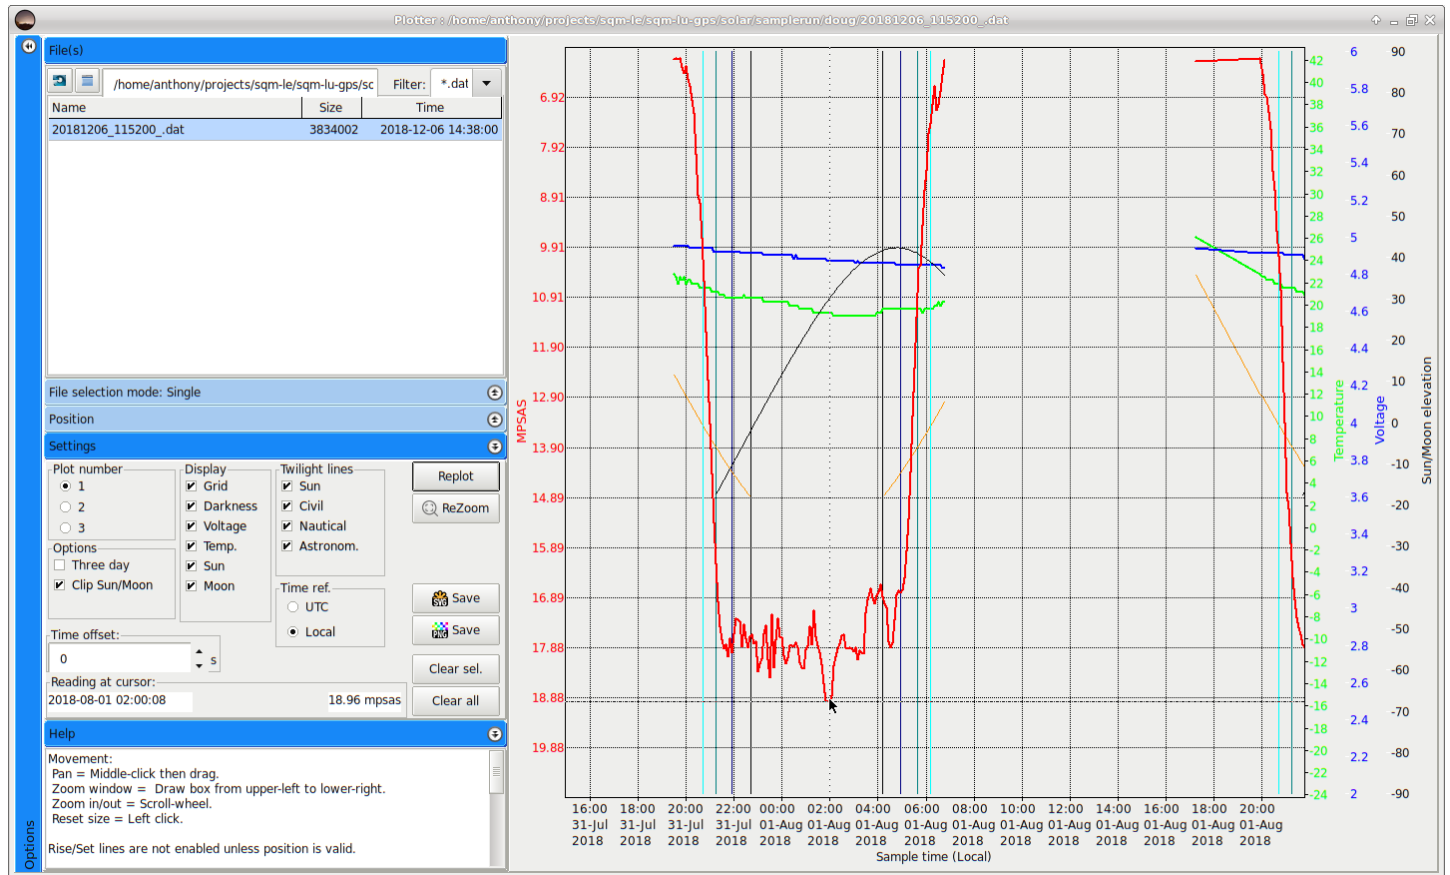 Plotter : /home/anthony/projects/sqm-le/sqm-lu-gps/solar/samplerun/doug/20181206_115200_.dat
File(s)
/home/anthony/projects/sqm-le/sqm-lu-gps/sc Filter: *.dat
Name Size Time
20181206_115200_.dat 3834002 2018-12-06 14:38:00
File selection mode: Single
Position
Settings
Plot number Display Twilight lines
1 Grid Sun Replot
2 Darkness Civil ReZoom
3 Voltage Nautical
Options Temp. Astronom.
Three day Sun
Clip Sun/Moon Moon Time ref.
UTC SVG Save
Local PNG Save
Time offset:
0 s
Clear sel.
Reading at cursor:
2018-08-01 02:00:08 18.96 mpsas Clear all
Help
Movement:
Pan = Middle-click then drag.
Zoom window = Draw box from upper-left to lower-right.
Zoom in/out = Scroll-wheel.
Reset size = Left click.
Rise/Set lines are not enabled unless position is valid.
Options
MPSAS
6.92
7.92
8.91
9.91
10.91
11.90
12.90
13.90
14.89
15.89
16.89
17.88
18.88
19.88
16:00 18:00 20:00 22:00 00:00 02:00 04:00 06:00 08:00 10:00 12:00 14:00 16:00 18:00 20:00
31-Jul 31-Jul 31-Jul 31-Jul 01-Aug 01-Aug 01-Aug 01-Aug 01-Aug 01-Aug 01-Aug 01-Aug 01-Aug 01-Aug 01-Aug
2018 2018 2018 2018 2018 2018 2018 2018 2018 2018 2018 2018 2018 2018 2018
Sample time (Local)
42
40
38
36
34
32
30
28
26
24
22
20
18
16
14
12
10
8
6
4
2
0
-2
-4
-6
-8
-10
-12
-14
-16
-18
-20
-22
-24
Temperature
6
5.8
5.6
5.4
5.2
5
4.8
4.6
4.4
4.2
4
3.8
3.6
3.4
3.2
3
2.8
2.6
2.4
2.2
2
Voltage
90
80
70
60
50
40
30
20
10
0
-10
-20
-30
-40
-50
-60
-70
-80
-90
Sun/Moon elevation